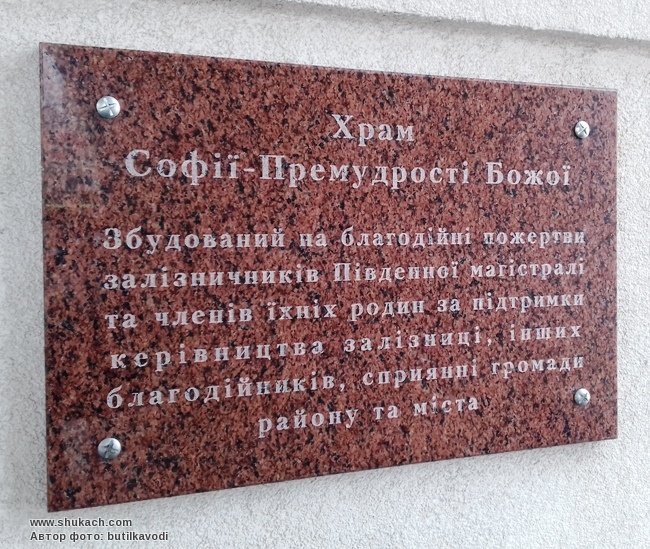 Храм
Софії-Премудрості Божої
Збудований на благодійні пожертви
залізничників Південної магістралі
та членів їхніх родин за підтримки
керівництва залізниці, інших
благодійників, сприянні громади
району та міста
www.shukach.com
Автор фото: butilkavodi